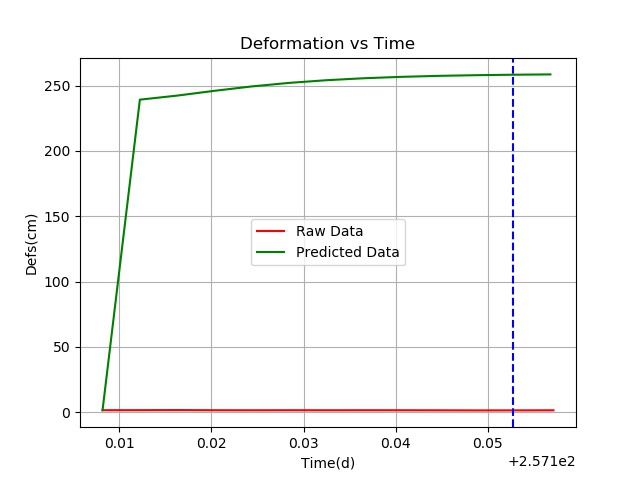 Deformation vs Time
Defs(cm)
250
200
150
100
50
0
Raw Data
Predicted Data
0.01 0.02 0.03 0.04 0.05
Time(d)
+2.571e2